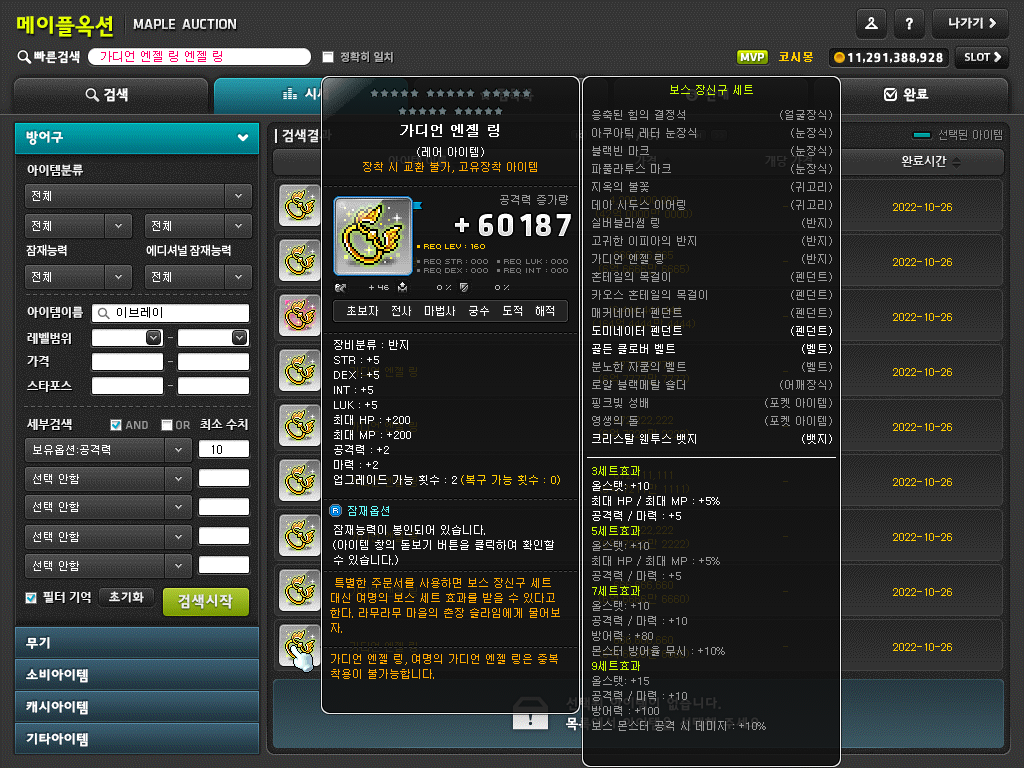 메이플옥션 MAPLE AUCTION
? 나가기
빠른검색 가디언 엔젤 링 엔젤 링 정확히 일치
MVP 코시몽 11,291,388,928 SLOT
검색 시세 완료
방어구
아이템분류
전체
전체 전체
잠재능력 에디셔널 잠재능력
전체 전체
아이템이름 이브레이
레벨범위 -
가격 -
스타포스 -
세부검색 AND OR 최소 수치
보유옵션:공격력 10
선택 안함
선택 안함
선택 안함
선택 안함
필터 기억 초기화 검색시작
무기
소비아이템
캐시아이템
기타아이템
검색결과
선택된 아이템
완료시간
2022-10-26
2022-10-26
2022-10-26
2022-10-26
2022-10-26
2022-10-26
2022-10-26
2022-10-26
2022-10-26
가디언 엔젤 링
(레어 아이템)
장착 시 교환 불가, 고유장착 아이템
공격력 증가량
+60187
REQ LEV : 160
REQ STR : 000 REQ LUK : 000
REQ DEX : 000 REQ INT : 000
+46 0% 0%
초보자 전사 마법사 궁수 도적 해적
장비분류 : 반지
STR : +5
DEX : +5
INT : +5
LUK : +5
최대 HP : +200
최대 MP : +200
공격력 : +2
마력 : +2
업그레이드 가능 횟수 : 2 (복구 가능 횟수 : 0)
R 잠재옵션
잠재능력이 봉인되어 있습니다.
(아이템 창의 돋보기 버튼을 클릭하여 확인할
수 있습니다.)
특별한 주문서를 사용하면 보스 장신구 세트
대신 여명의 보스 세트 효과를 받을 수 있다고
한다. 라무라무 마을의 촌장 슬라임에게 물어보
자.
가디언 엔젤 링, 여명의 가디언 엔젤 링은 중복
착용이 불가능합니다.
보스 장신구 세트
응축된 힘의 결정석 (얼굴장식)
아쿠아틱 레터 눈장식 (눈장식)
블랙빈 마크 (눈장식)
파풀라투스 마크 (눈장식)
지옥의 불꽃 (귀고리)
데아 시두스 이어링 (귀고리)
실버블라썸 링 (반지)
고귀한 이피아의 반지 (반지)
가디언 엔젤 링 (반지)
혼테일의 목걸이 (펜던트)
카오스 혼테일의 목걸이 (펜던트)
매커네이터 펜던트 (펜던트)
도미네이터 펜던트 (펜던트)
골든 클로버 벨트 (벨트)
분노한 자쿰의 벨트 (벨트)
로얄 블랙메탈 숄더 (어깨장식)
핑크빛 성배 (포켓 아이템)
영생의 돌 (포켓 아이템)
크리스탈 웬투스 뱃지 (뱃지)
3세트효과
올스탯: +10
최대 HP / 최대 MP : +5%
공격력 / 마력 : +5
5세트효과
올스탯: +10
최대 HP / 최대 MP : +5%
공격력 / 마력 : +5
7세트효과
올스탯: +10
공격력 / 마력 : +10
방어력 : +80
몬스터 방어율 무시 : +10%
9세트효과
올스탯: +15
공격력 / 마력 : +10
방어력 : +100
보스 몬스터 공격 시 데미지 : +10%